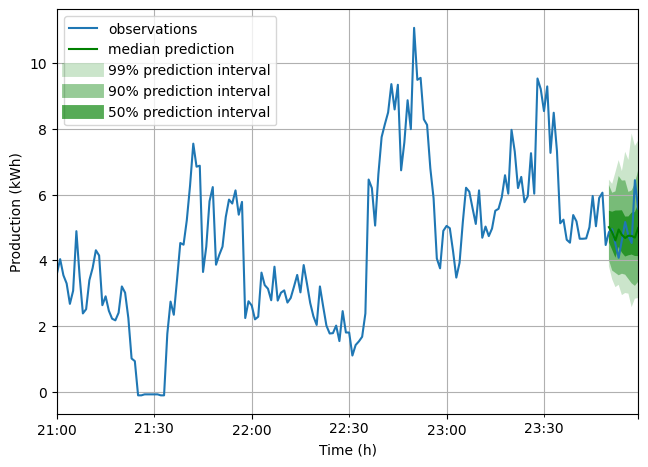 observations
median prediction
99% prediction interval
90% prediction interval
50% prediction interval
Production (kWh)
10
8
6
4
2
0
21:00 21:30 22:00 22:30 23:00 23:30
Time (h)